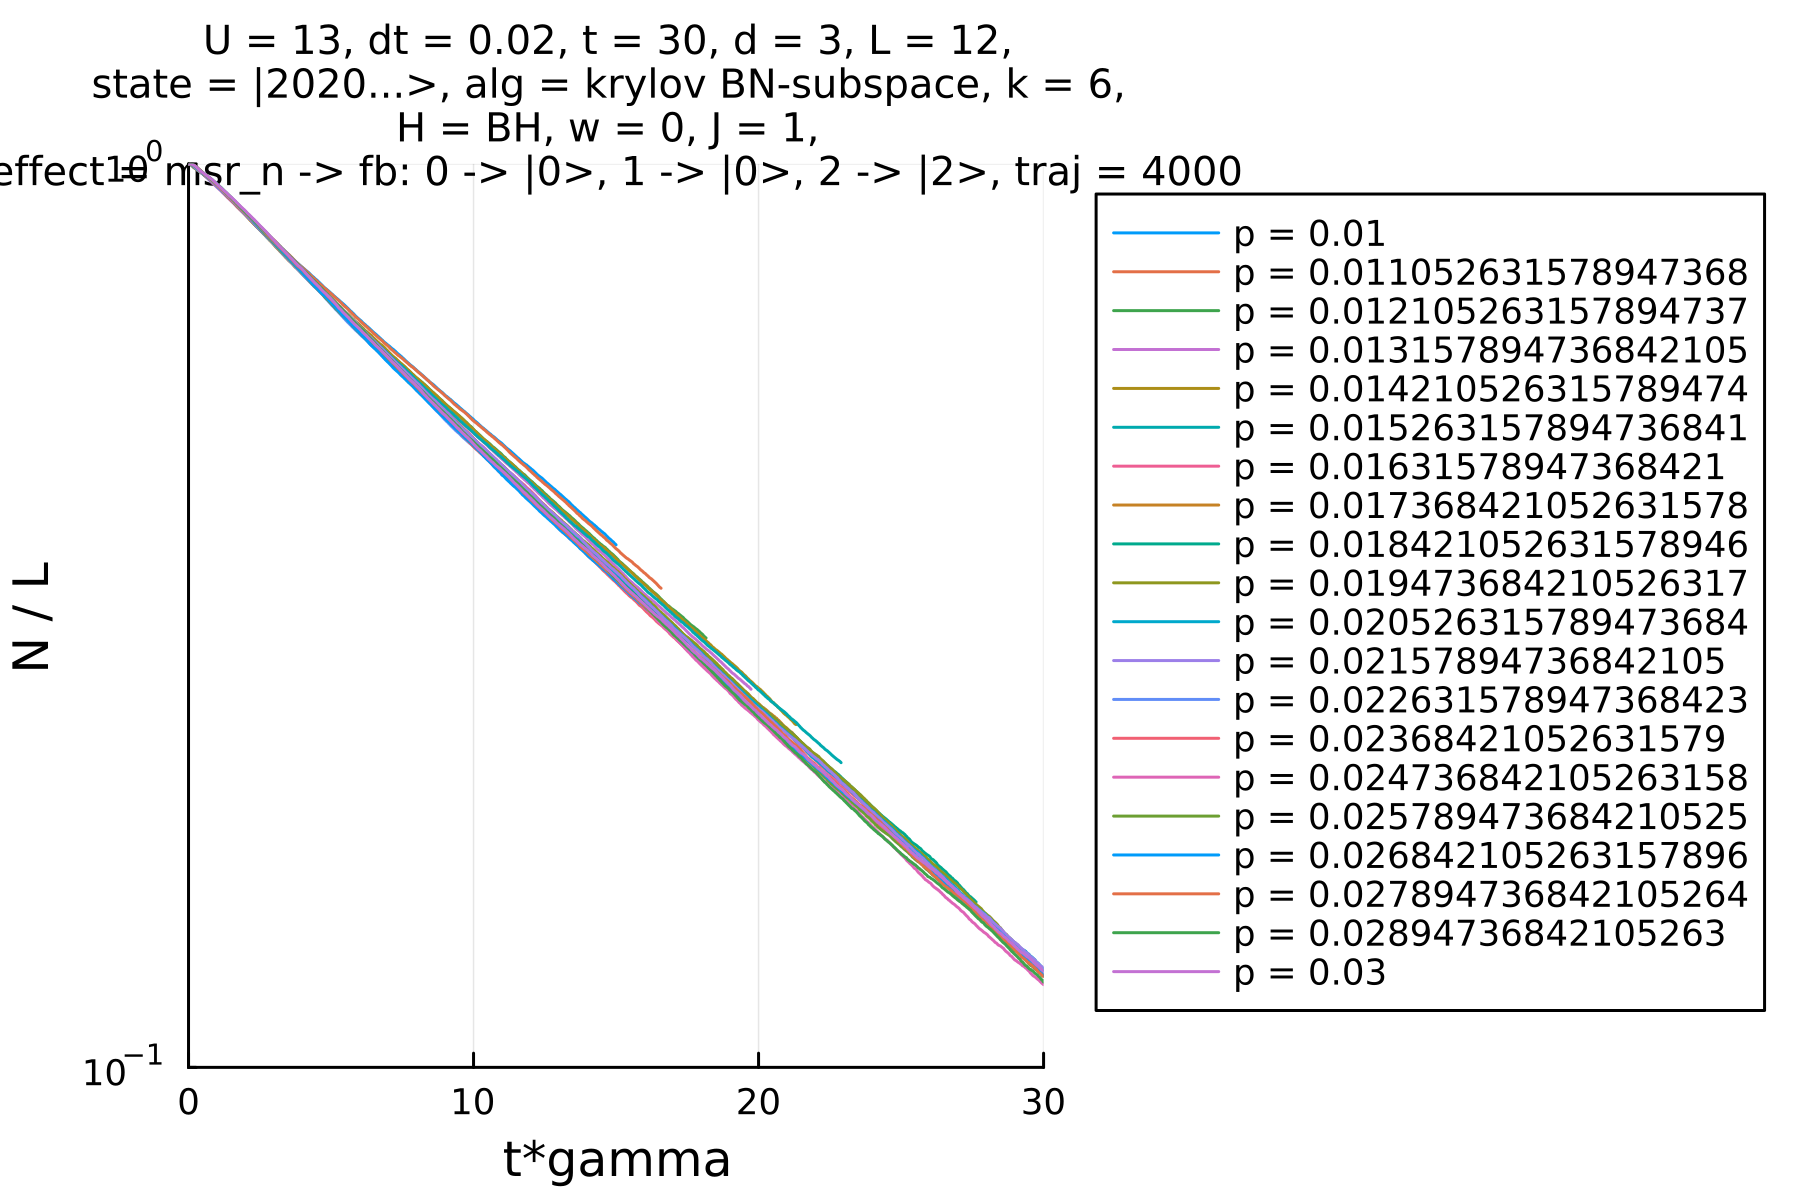 U = 13, dt = 0.02, t = 30, d = 3, L = 12,
state = |2020...>, alg = krylov BN-subspace, k = 6,
H = BH, w = 0, J = 1,
effect = msr_n -> fb: 0 -> |0>, 1 -> |0>, 2 -> |2>, traj = 4000
10⁰
p = 0.01
p = 0.011052631578947368
p = 0.012105263157894737
p = 0.013157894736842105
p = 0.014210526315789474
p = 0.015263157894736841
p = 0.01631578947368421
p = 0.017368421052631578
p = 0.018421052631578946
p = 0.019473684210526317
p = 0.020526315789473684
p = 0.02157894736842105
p = 0.022631578947368423
p = 0.02368421052631579
p = 0.024736842105263158
p = 0.025789473684210525
p = 0.026842105263157896
p = 0.027894736842105264
p = 0.02894736842105263
p = 0.03
N / L
10⁻¹
0 10 20 30
t*gamma